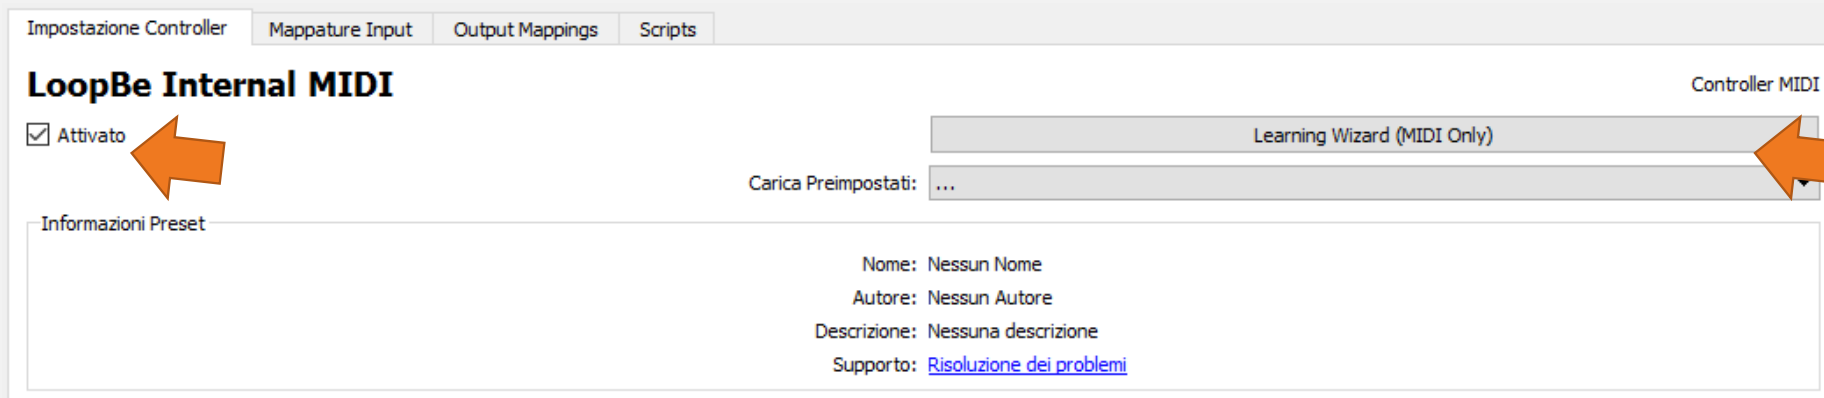 Impostazione Controller Mappature Input Output Mappings Scripts
LoopBe Internal MIDI Controller MIDI
Attivato Learning Wizard (MIDI Only)
Carica Preimpostati: ...
Informazioni Preset
Nome: Nessun Nome
Autore: Nessun Autore
Descrizione: Nessuna descrizione
Supporto: Risoluzione dei problemi